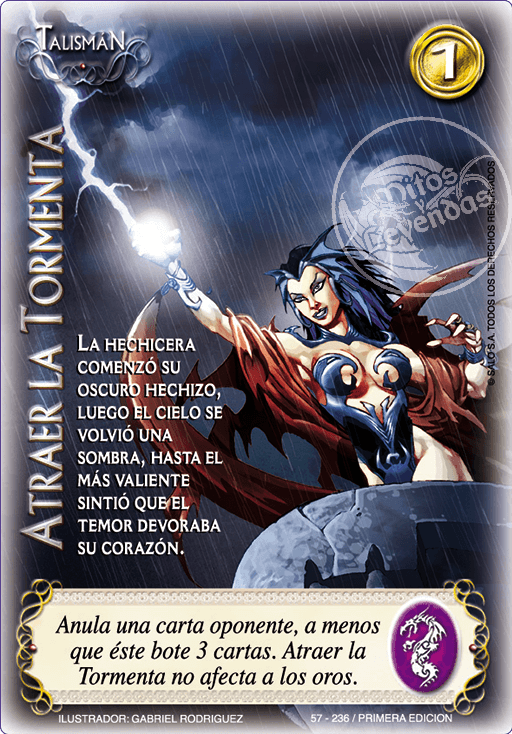 TALISMÁN
1
ATRAER LA TORMENTA
Mitos
y
Leyendas
© SALO S.A. TODOS LOS DERECHOS RESERVADOS
LA HECHICERA
COMENZÓ SU
OSCURO HECHIZO,
LUEGO EL CIELO SE
VOLVIÓ UNA
SOMBRA, HASTA EL
MÁS VALIENTE
SINTIÓ QUE EL
TEMOR DEVORABA
SU CORAZÓN.
Anula una carta oponente, a menos
que éste bote 3 cartas. Atraer la
Tormenta no afecta a los oros.
ILUSTRADOR: GABRIEL RODRIGUEZ
57 - 236 / PRIMERA EDICION